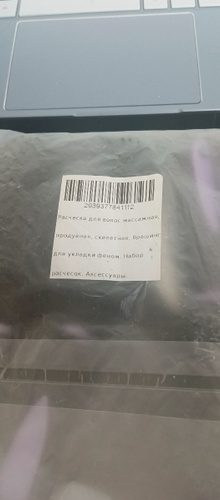 2039377841112
Расческа для волос массажная,
продувная, скелетная, брашинг
для укладки феном. Набор
расчесок. Аксессуары